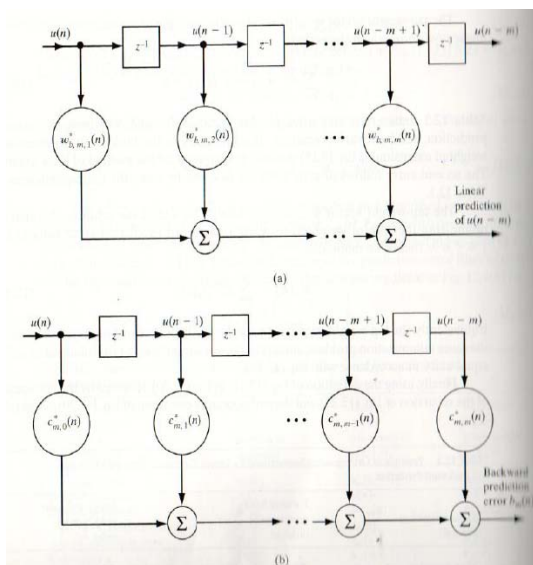 u(n)
z⁻¹
u(n − 1)
z⁻¹
u(n − m + 1)
z⁻¹
u(n − m)
w*b, m, 1(n)
w*b, m, 2(n)
w*b, m, m(n)
Linear
prediction
of u(n − m)
Σ
Σ
(a)
u(n)
z⁻¹
u(n − 1)
z⁻¹
u(n − m + 1)
z⁻¹
u(n − m)
c*m, 0(n)
c*m, 1(n)
c*m, m−1(n)
c*m, m(n)
Backward
prediction
error bm(n)
Σ
Σ
Σ
(b)